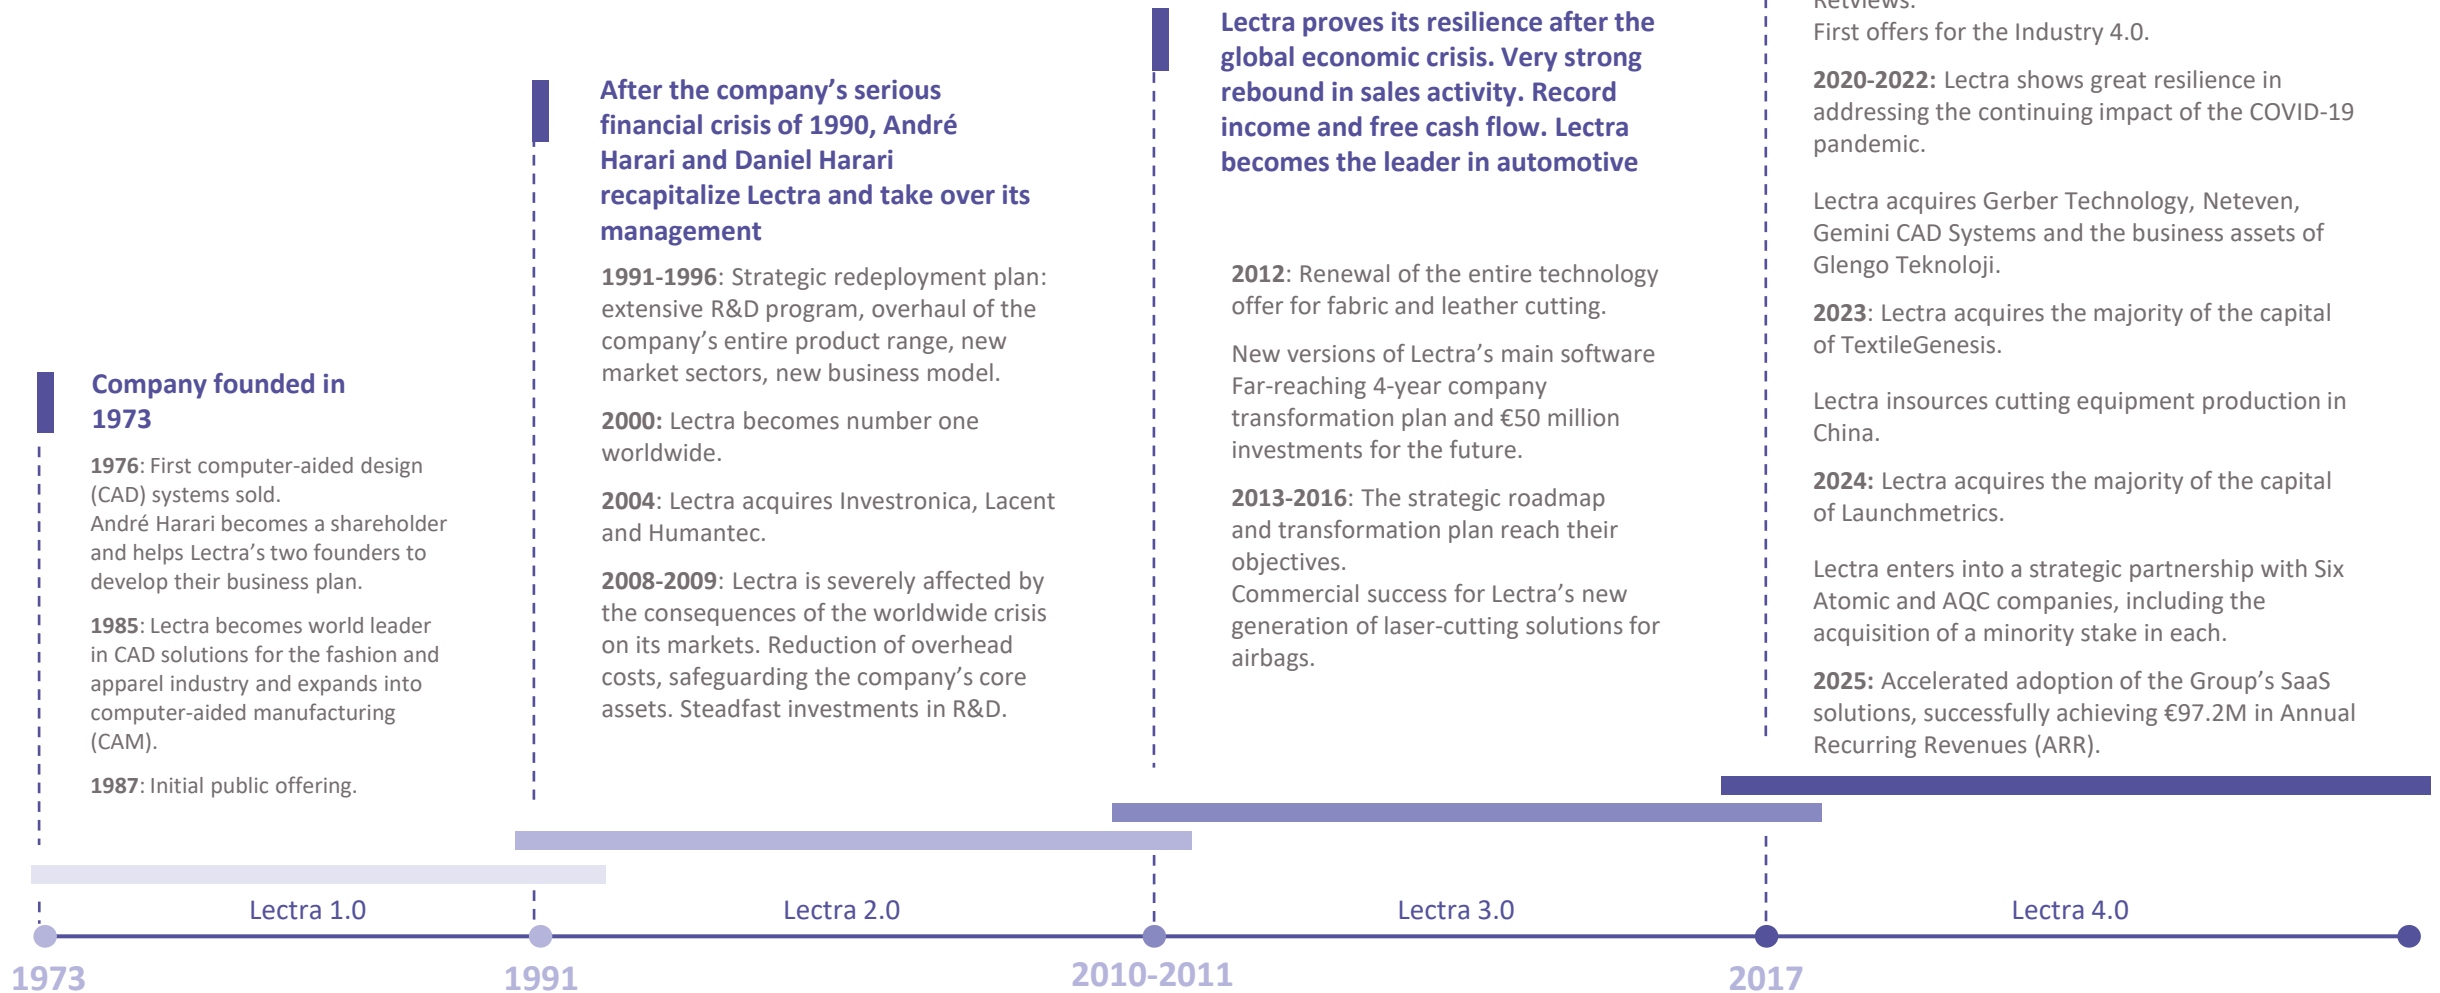 Company founded in
1973
1976: First computer-aided design
(CAD) systems sold.
André Harari becomes a shareholder
and helps Lectra’s two founders to
develop their business plan.
1985: Lectra becomes world leader
in CAD solutions for the fashion and
apparel industry and expands into
computer-aided manufacturing
(CAM).
1987: Initial public offering.
After the company’s serious
financial crisis of 1990, André
Harari and Daniel Harari
recapitalize Lectra and take over its
management
1991-1996: Strategic redeployment plan:
extensive R&D program, overhaul of the
company’s entire product range, new
market sectors, new business model.
2000: Lectra becomes number one
worldwide.
2004: Lectra acquires Investronica, Lacent
and Humantec.
2008-2009: Lectra is severely affected by
the consequences of the worldwide crisis
on its markets. Reduction of overhead
costs, safeguarding the company’s core
assets. Steadfast investments in R&D.
Lectra proves its resilience after the
global economic crisis. Very strong
rebound in sales activity. Record
income and free cash flow. Lectra
becomes the leader in automotive
2012: Renewal of the entire technology
offer for fabric and leather cutting.
New versions of Lectra’s main software
Far-reaching 4-year company
transformation plan and €50 million
investments for the future.
2013-2016: The strategic roadmap
and transformation plan reach their
objectives.
Commercial success for Lectra’s new
generation of laser-cutting solutions for
airbags.
Retviews.
First offers for the Industry 4.0.
2020-2022: Lectra shows great resilience in
addressing the continuing impact of the COVID-19
pandemic.
Lectra acquires Gerber Technology, Neteven,
Gemini CAD Systems and the business assets of
Glengo Teknoloji.
2023: Lectra acquires the majority of the capital
of TextileGenesis.
Lectra insources cutting equipment production in
China.
2024: Lectra acquires the majority of the capital
of Launchmetrics.
Lectra enters into a strategic partnership with Six
Atomic and AQC companies, including the
acquisition of a minority stake in each.
2025: Accelerated adoption of the Group’s SaaS
solutions, successfully achieving €97.2M in Annual
Recurring Revenues (ARR).
Lectra 1.0
Lectra 2.0
Lectra 3.0
Lectra 4.0
1973
1991
2010-2011
2017